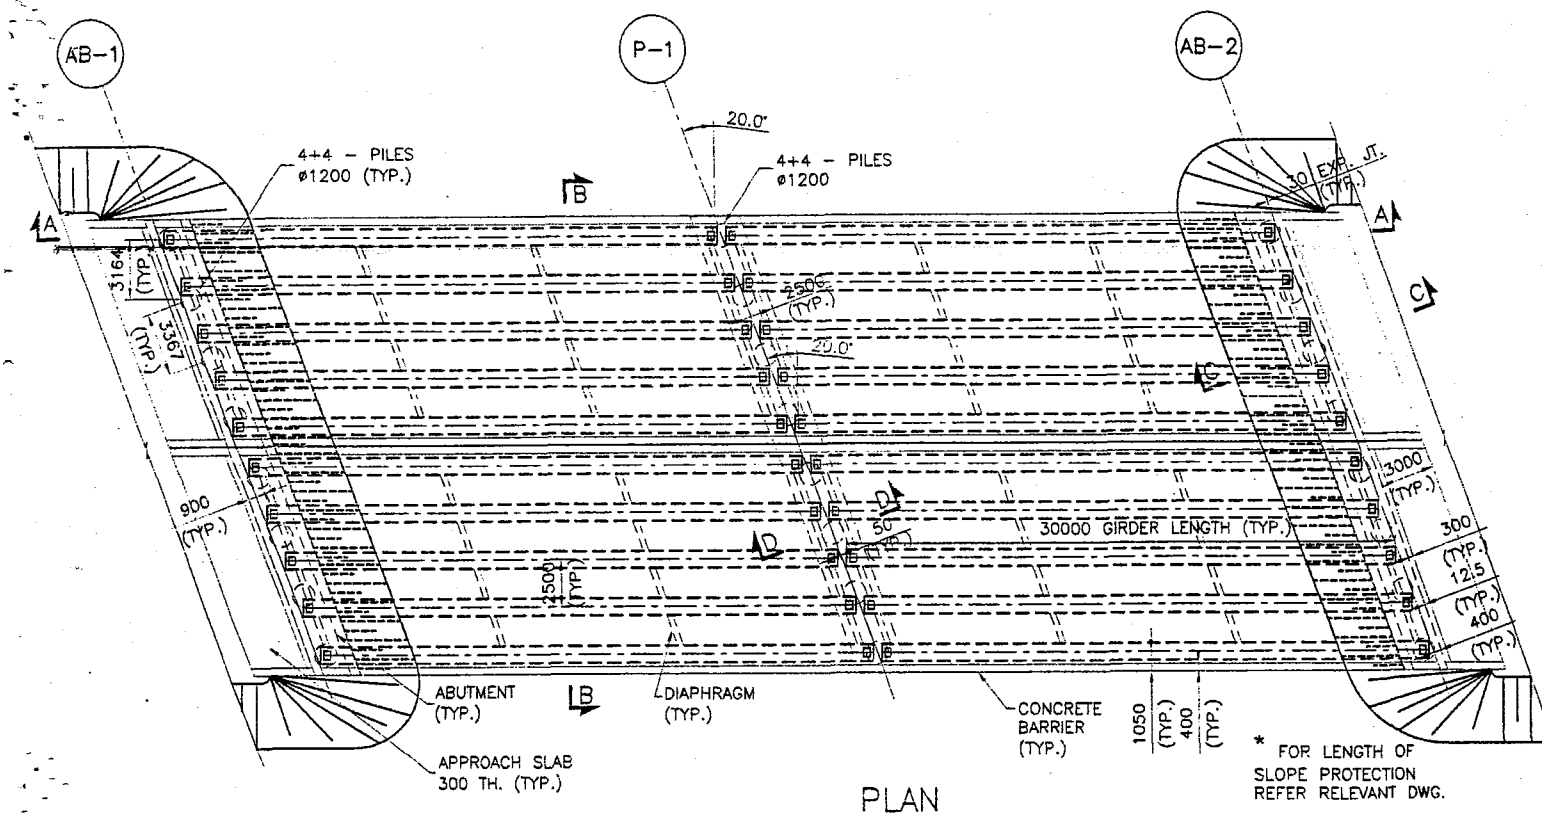 AB-1
P-1
AB-2
20.0°
4+4 - PILES
ø1200 (TYP.)
4+4 - PILES
ø1200
B
30 EXP. JT.
(TYP.)
A
A
3164
(TYP.)
2500
(TYP.)
C
3367
(TYP.)
20.0°
C
900
(TYP.)
3000
(TYP.)
D
50
(TYP.)
30000 GIRDER LENGTH (TYP.)
D
300
(TYP.)
12.5
(TYP.)
400
(TYP.)
2500
(TYP.)
B
ABUTMENT
(TYP.)
DIAPHRAGM
(TYP.)
CONCRETE
BARRIER
(TYP.)
1050
(TYP.)
400
(TYP.)
APPROACH SLAB
300 TH. (TYP.)
* FOR LENGTH OF
SLOPE PROTECTION
REFER RELEVANT DWG.
PLAN